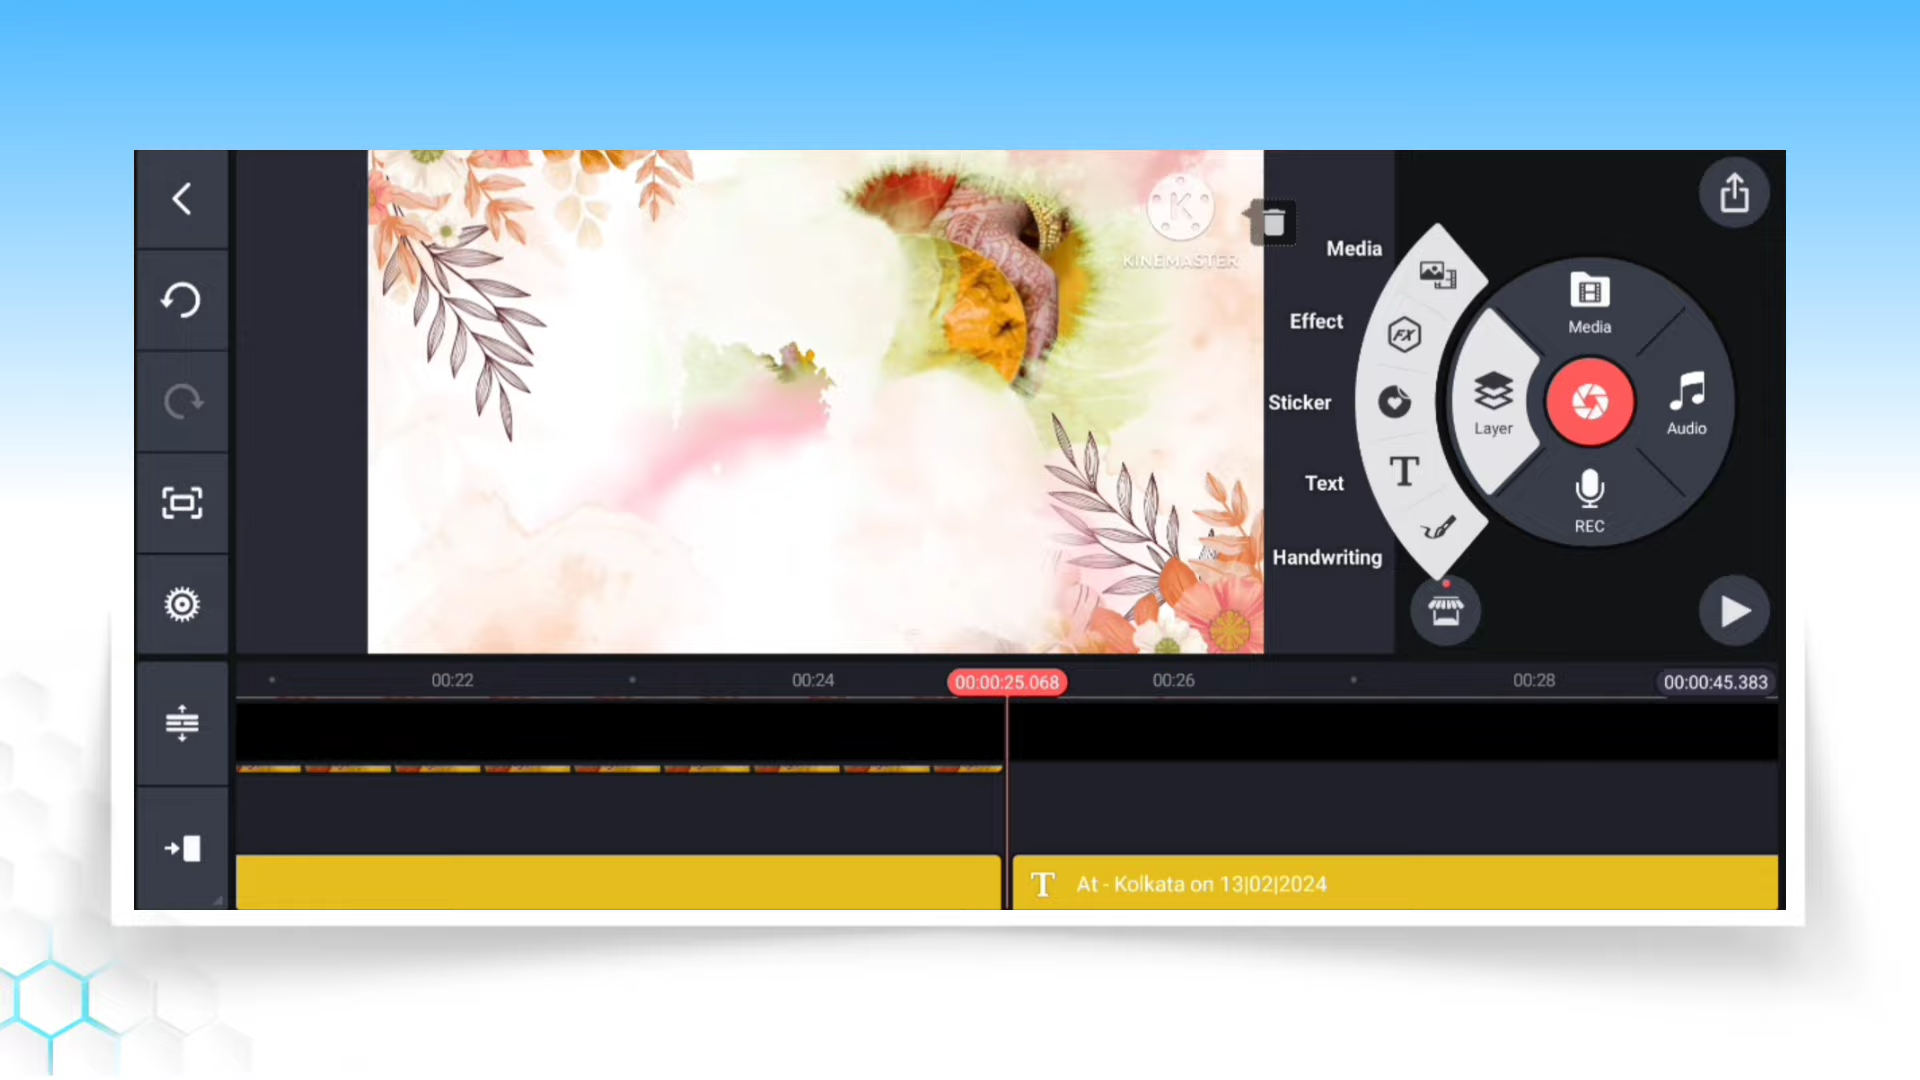 KINEMASTER
Media
Effect
Sticker
Text
Handwriting
FX
T
Media
Layer
Audio
REC
00:22
00:24
00:00:25.068
00:26
00:28
00:00:45.383
T At - Kolkata on 13|02|2024